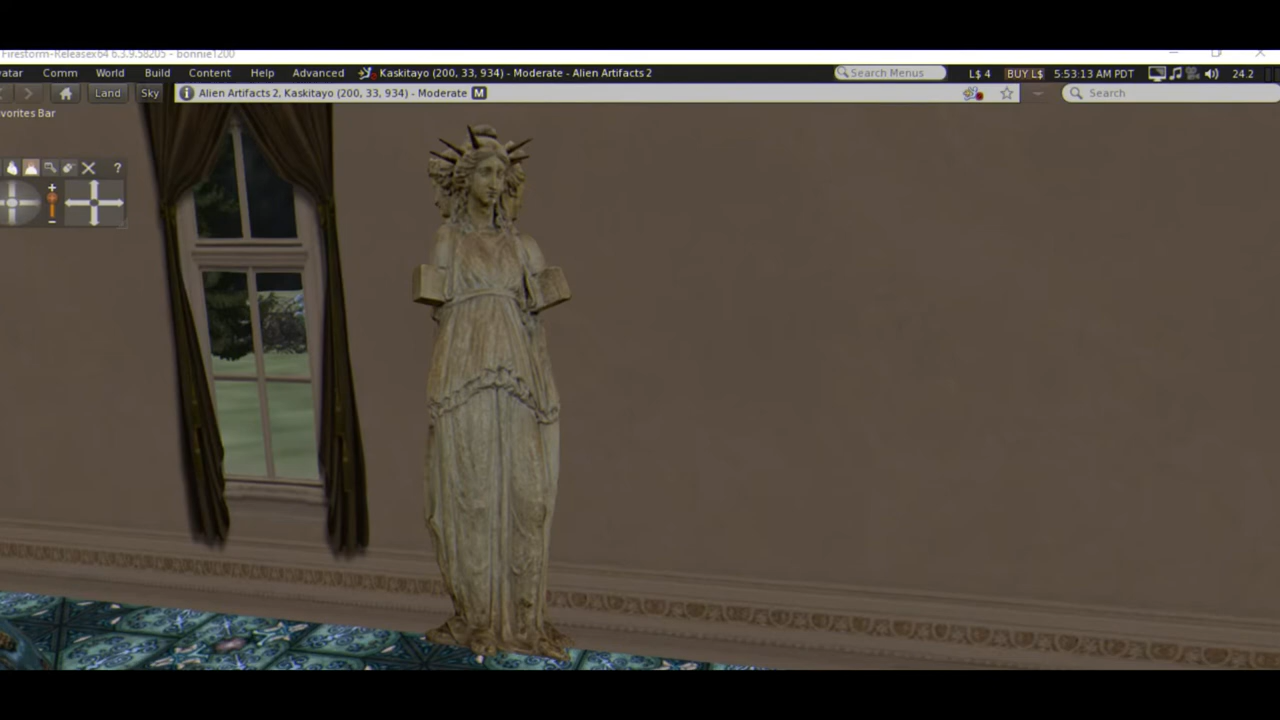 Firestorm-Releasex64 6.3.9.58205 - bonnie1200
atar Comm World Build Content Help Advanced Kaskitayo (200, 33, 934) - Moderate - Alien Artifacts 2 Search Menus L$ 4 BUY L$ 5:53:13 AM PDT 24.2
Land Sky Alien Artifacts 2, Kaskitayo (200, 33, 934) - Moderate M Search
vorites Bar
?